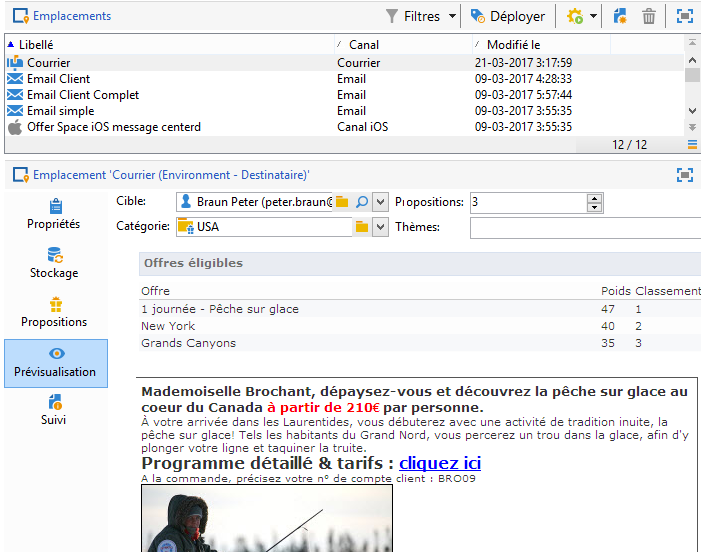 Emplacements Filtres Déployer
Libellé Canal Modifié le
Courrier Courrier 21-03-2017 3:17:59
Email Client Email 09-03-2017 4:28:33
Email Client Complet Email 09-03-2017 5:57:44
Email simple Email 09-03-2017 3:55:35
Offer Space iOS message centerd Canal iOS 09-03-2017 3:55:35
12 / 12
Emplacement 'Courrier (Environment - Destinataire)'
Propriétés
Stockage
Propositions
Prévisualisation
Suivi
Cible: Braun Peter (peter.braun@ Propositions: 3
Catégorie: USA Thèmes:
Offres éligibles
Offre Poids Classement
1 journée - Pêche sur glace 47 1
New York 40 2
Grands Canyons 35 3
Mademoiselle Brochant, dépaysez-vous et découvrez la pêche sur glace au
coeur du Canada à partir de 210€ par personne.
À votre arrivée dans les Laurentides, vous débuterez avec une activité de tradition inuite, la
pêche sur glace! Tels les habitants du Grand Nord, vous percerez un trou dans la glace, afin d'y
plonger votre ligne et taquiner la truite.
Programme détaillé & tarifs : cliquez ici
A la commande, précisez votre n° de compte client : BRO09